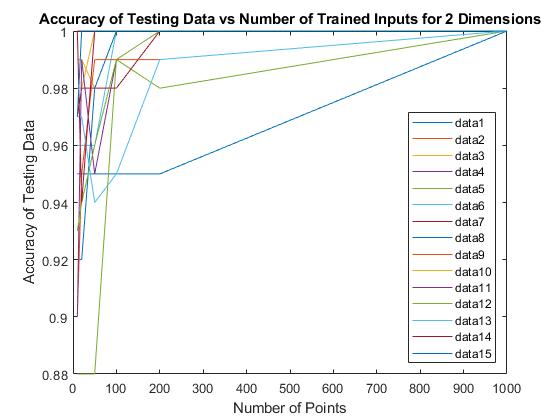 Accuracy of Testing Data vs Number of Trained Inputs for 2 Dimensions
1
0.98
0.96
0.94
0.92
0.9
0.88
Accuracy of Testing Data
data1
data2
data3
data4
data5
data6
data7
data8
data9
data10
data11
data12
data13
data14
data15
0 100 200 300 400 500 600 700 800 900 1000
Number of Points